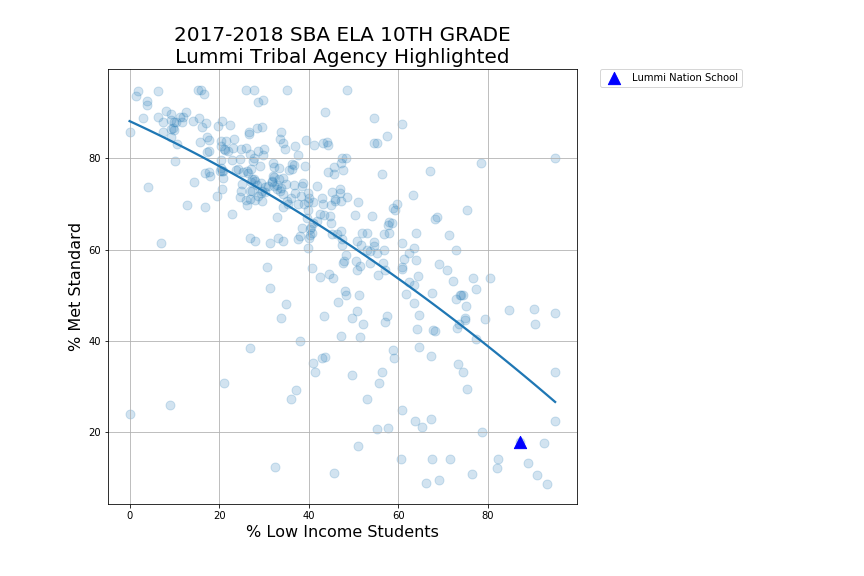 2017-2018 SBA ELA 10TH GRADE
Lummi Tribal Agency Highlighted
Lummi Nation School
% Met Standard
80
60
40
20
0 20 40 60 80
% Low Income Students